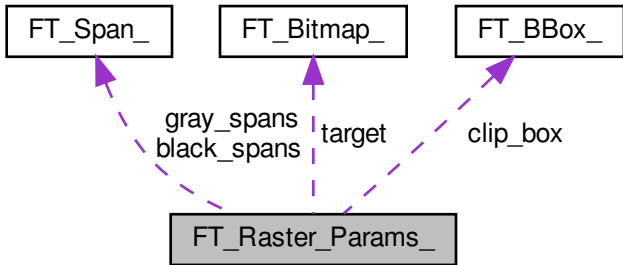 FT_Span_
FT_Bitmap_
FT_BBox_
gray_spans
black_spans
target
clip_box
FT_Raster_Params_